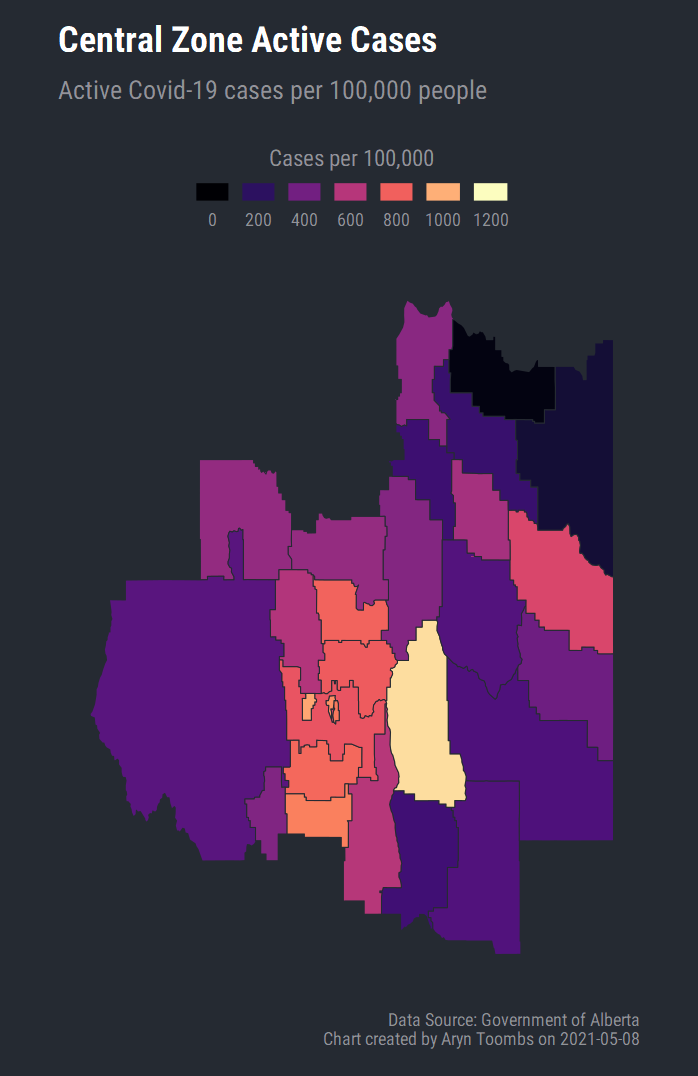 Central Zone Active Cases
Active Covid-19 cases per 100,000 people
Cases per 100,000
0 200 400 600 800 1000 1200
Data Source: Government of Alberta
Chart created by Aryn Toombs on 2021-05-08